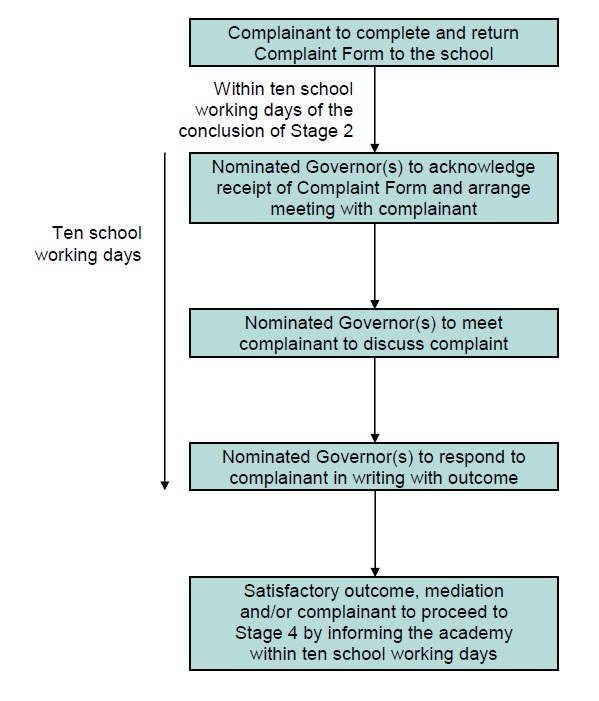 Complainant to complete and return
Complaint Form to the school
Within ten school
working days of the
conclusion of Stage 2
Nominated Governor(s) to acknowledge
receipt of Complaint Form and arrange
meeting with complainant
Ten school
working days
Nominated Governor(s) to meet
complainant to discuss complaint
Nominated Governor(s) to respond to
complainant in writing with outcome
Satisfactory outcome, mediation
and/or complainant to proceed to
Stage 4 by informing the academy
within ten school working days